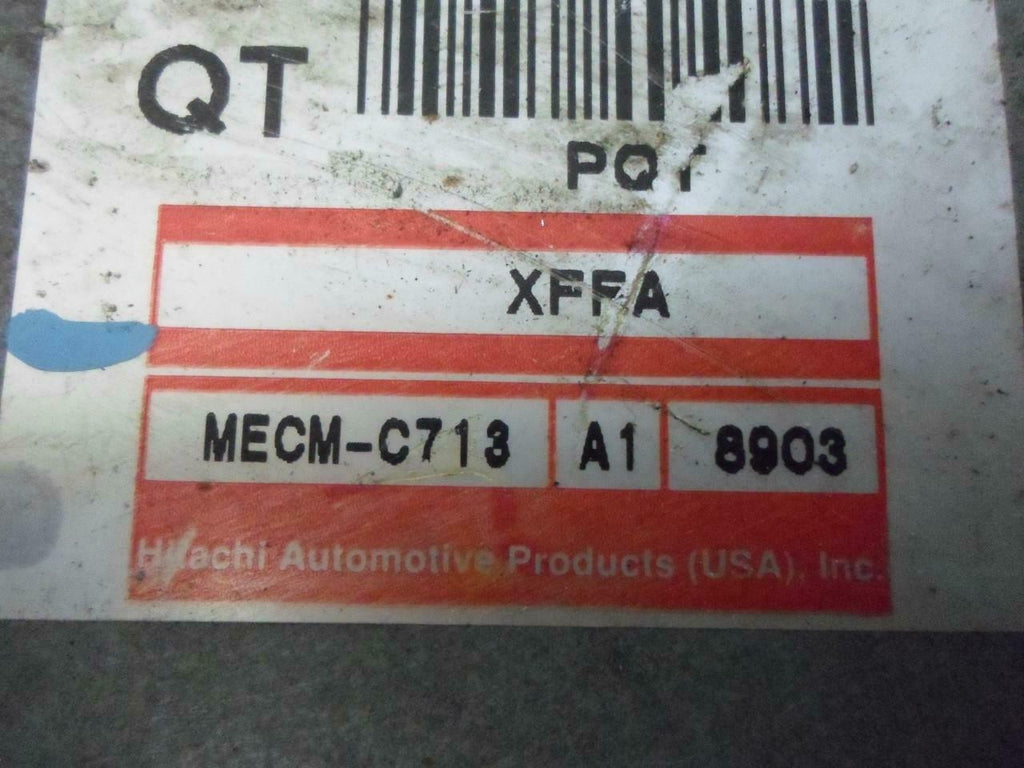 QT
XFFA
MECM-C713 A1 8903
Hitachi Automotive Products (USA), Inc.